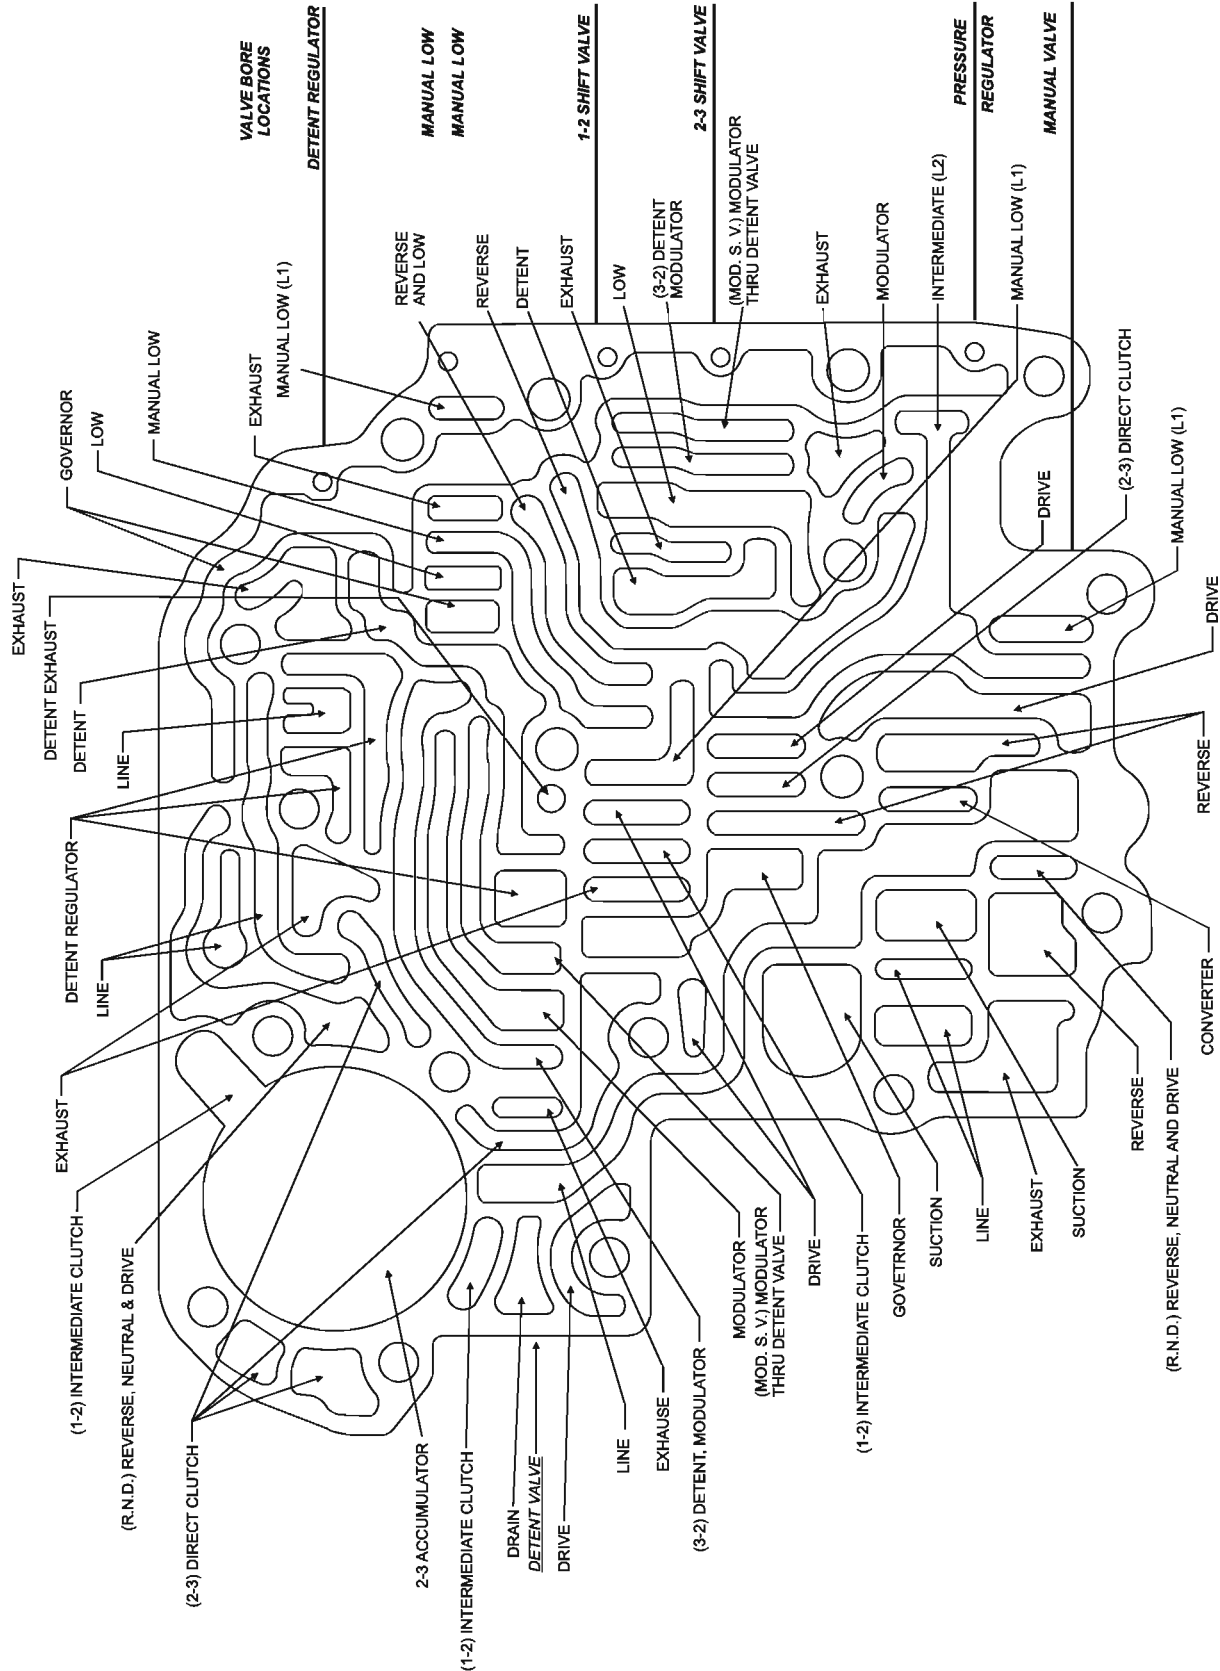 VALVE BORE
LOCATIONS
DETENT REGULATOR
MANUAL LOW
MANUAL LOW
1-2 SHIFT VALVE
2-3 SHIFT VALVE
PRESSURE
REGULATOR
MANUAL VALVE
EXHAUST
DETENT EXHAUST
DETENT
LINE
GOVERNOR
LOW
MANUAL LOW
EXHAUST
MANUAL LOW (L1)
REVERSE
AND LOW
REVERSE
DETENT
EXHAUST
LOW
(3-2) DETENT
MODULATOR
(MOD. S. V.) MODULATOR
THRU DETENT VALVE
EXHAUST
MODULATOR
INTERMEDIATE (L2)
MANUAL LOW (L1)
DRIVE
(2-3) DIRECT CLUTCH
MANUAL LOW (L1)
DRIVE
REVERSE
DETENT REGULATOR
LINE
EXHAUST
(1-2) INTERMEDIATE CLUTCH
(R.N.D.) REVERSE, NEUTRAL & DRIVE
(2-3) DIRECT CLUTCH
2-3 ACCUMULATOR
(1-2) INTERMEDIATE CLUTCH
DRAIN
DETENT VALVE
DRIVE
LINE
EXHAUSE
(3-2) DETENT. MODULATOR
MODULATOR
(MOD. S. V.) MODULATOR
THRU DETENT VALVE
DRIVE
(1-2) INTERMEDIATE CLUTCH
GOVETRNOR
SUCTION
LINE
EXHAUST
SUCTION
REVERSE
(R.N.D.) REVERSE, NEUTRAL AND DRIVE
CONVERTER